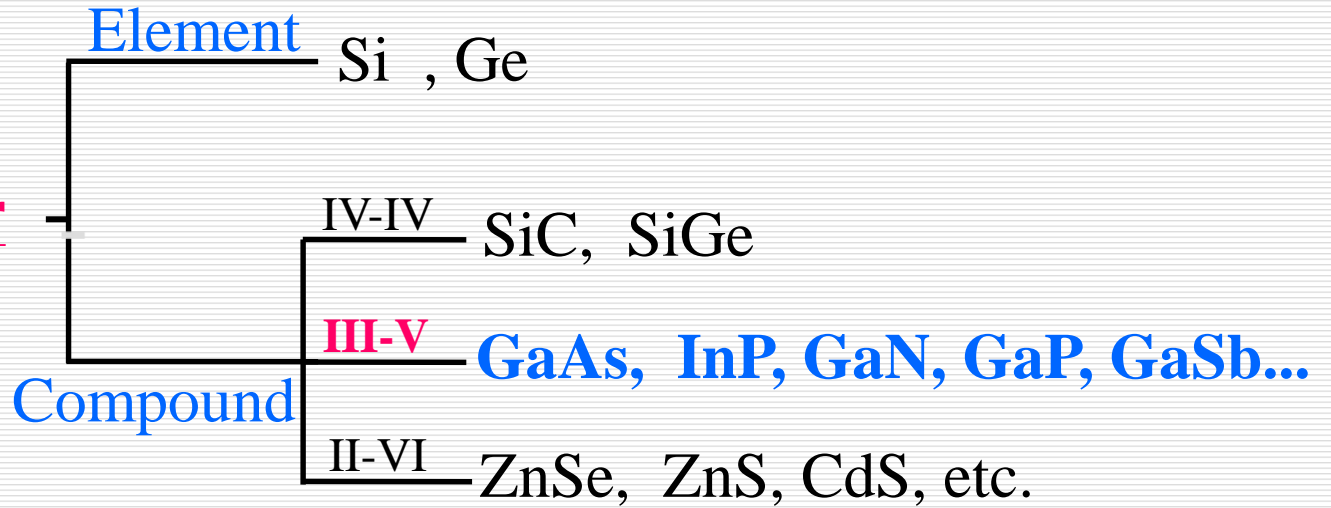 Element
Si , Ge
IV-IV
SiC, SiGe
III-V
GaAs, InP, GaN, GaP, GaSb...
Compound
II-VI
ZnSe, ZnS, CdS, etc.